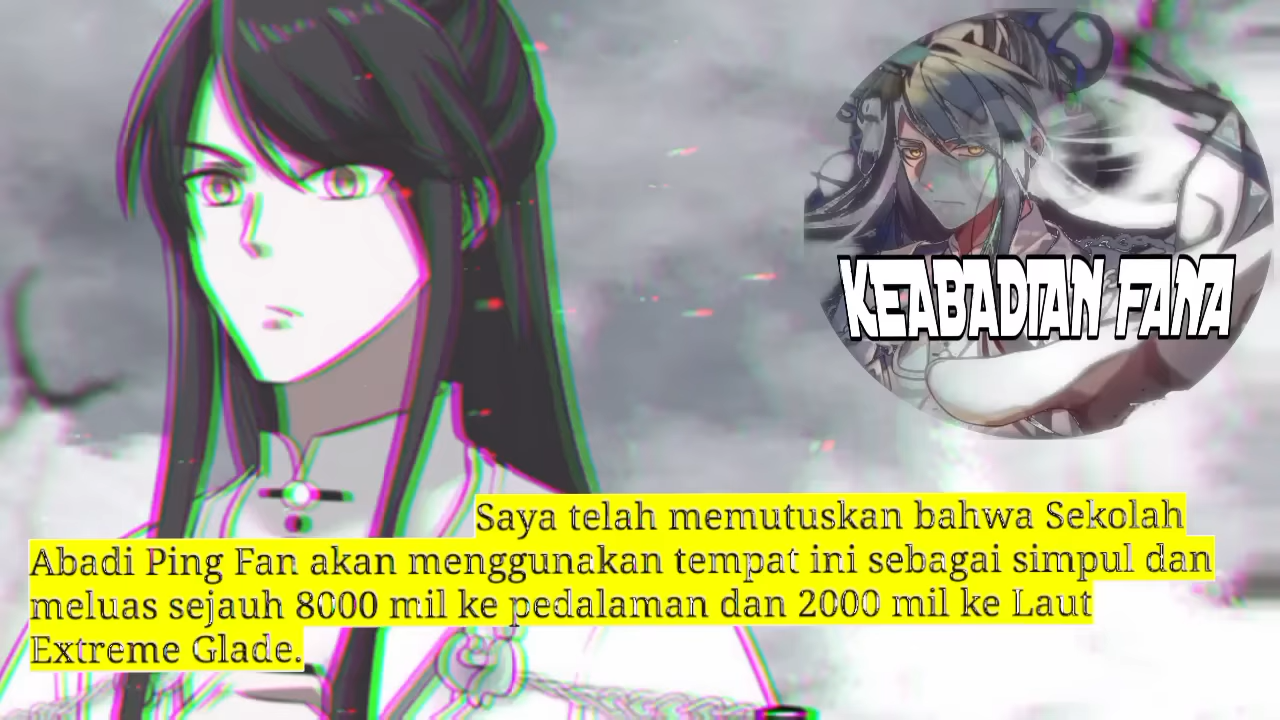 KEABADIAN FANA
Saya telah memutuskan bahwa Sekolah
Abadi Ping Fan akan menggunakan tempat ini sebagai simpul dan
meluas sejauh 8000 mil ke pedalaman dan 2000 mil ke Laut
Extreme Glade.